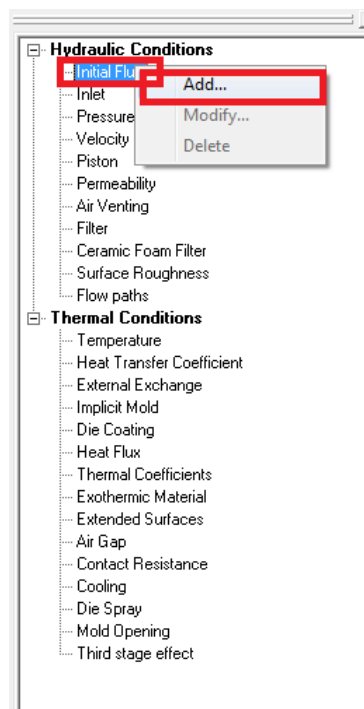 Hydraulic Conditions
Initial Flu
Add...
Inlet
Pressure
Modify...
Velocity
Delete
Piston
Permeability
Air Venting
Filter
Ceramic Foam Filter
Surface Roughness
Flow paths
Thermal Conditions
Temperature
Heat Transfer Coefficient
External Exchange
Implicit Mold
Die Coating
Heat Flux
Thermal Coefficients
Exothermic Material
Extended Surfaces
Air Gap
Contact Resistance
Cooling
Die Spray
Mold Opening
Third stage effect